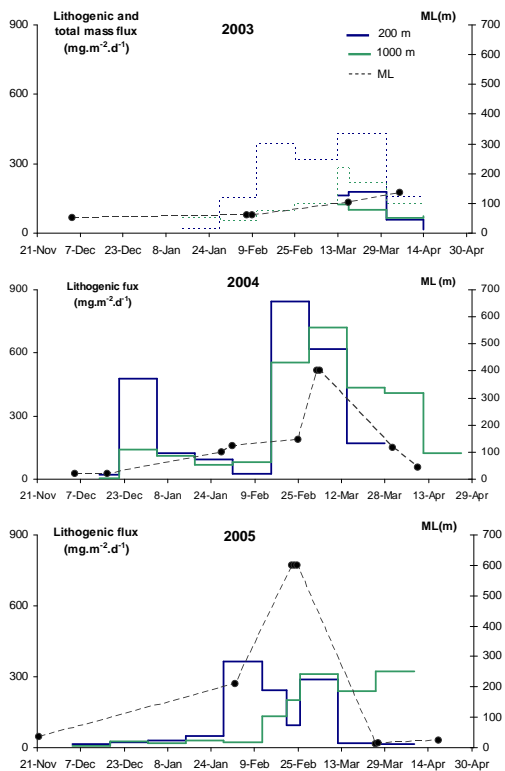 Lithogenic and
total mass flux
(mg.m-2.d-1)
2003
ML(m)
200 m
1000 m
ML
900
600
300
0
700
600
500
400
300
200
100
0
21-Nov 7-Dec 23-Dec 8-Jan 24-Jan 9-Feb 25-Feb 13-Mar 29-Mar 14-Apr 30-Apr
Lithogenic fux
(mg.m-2.d-1)
2004
ML (m)
900
600
300
0
700
600
500
400
300
200
100
0
21-Nov 7-Dec 23-Dec 8-Jan 24-Jan 9-Feb 25-Feb 12-Mar 28-Mar 13-Apr 29-Apr
Lithogenic flux
(mg.m-2.d-1)
2005
ML(m)
900
600
300
0
700
600
500
400
300
200
100
0
21-Nov 7-Dec 23-Dec 8-Jan 24-Jan 9-Feb 25-Feb 13-Mar 29-Mar 14-Apr 30-Apr